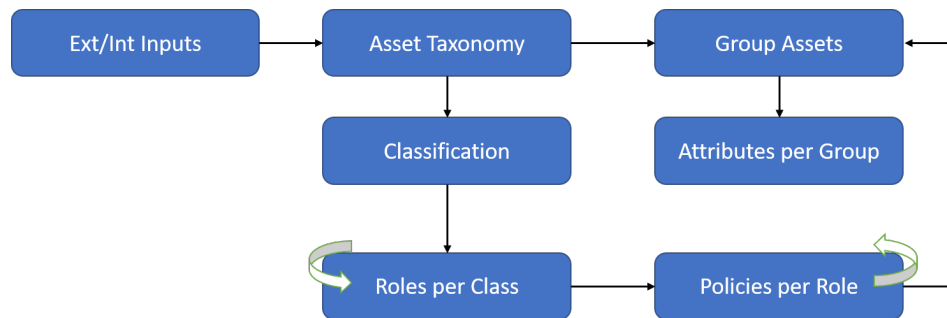 Ext/Int Inputs
Asset Taxonomy
Group Assets
Classification
Attributes per Group
Roles per Class
Policies per Role